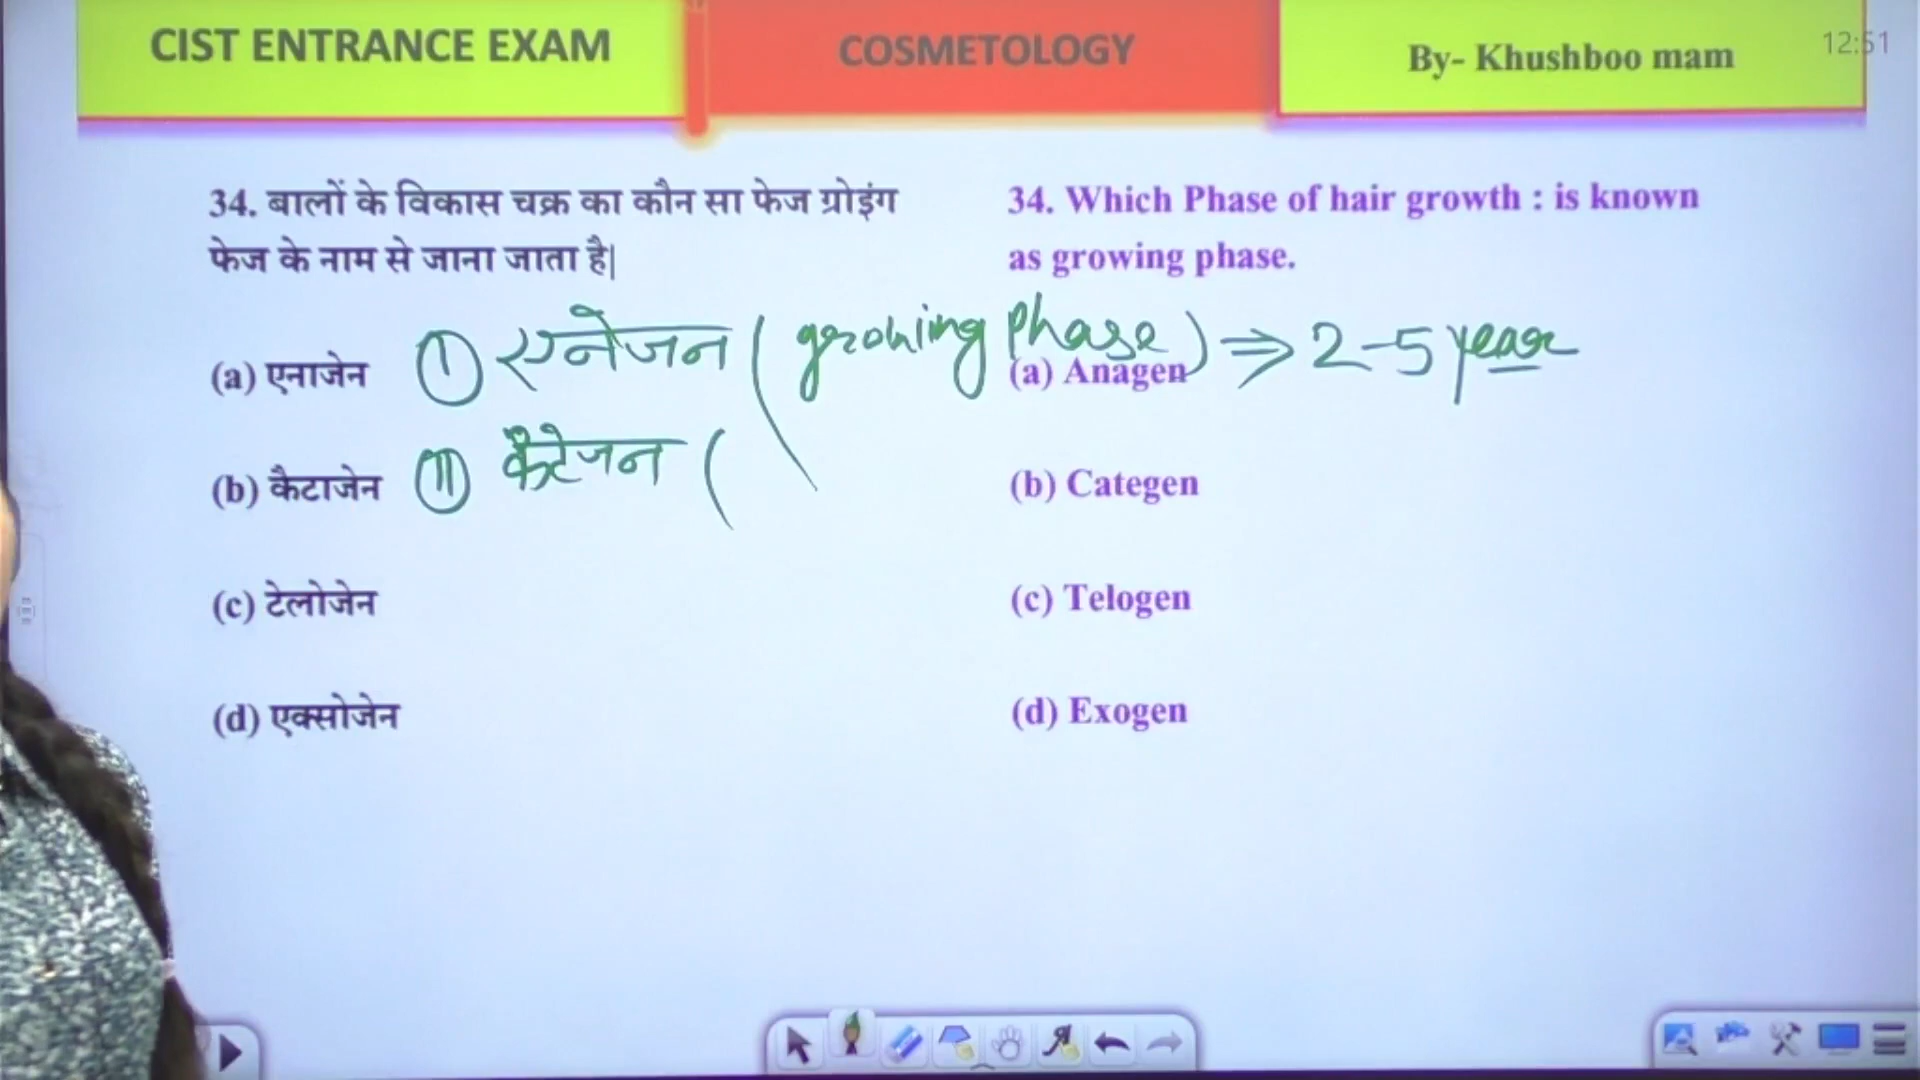 CIST ENTRANCE EXAM
COSMETOLOGY
By- Khushboo mam
12:51
34. बालों के विकास चक्र का कौन सा फेज ग्रोइंग
फेज के नाम से जाना जाता है|
(a) एनाजेन
(b) कैटाजेन
(c) टेलोजेन
(d) एक्सोजेन
34. Which Phase of hair growth : is known
as growing phase.
(a) Anagen
(b) Categen
(c) Telogen
(d) Exogen
① एनेजन ( growing phase ) ⇒ 2-5 year
② कैटेजन (